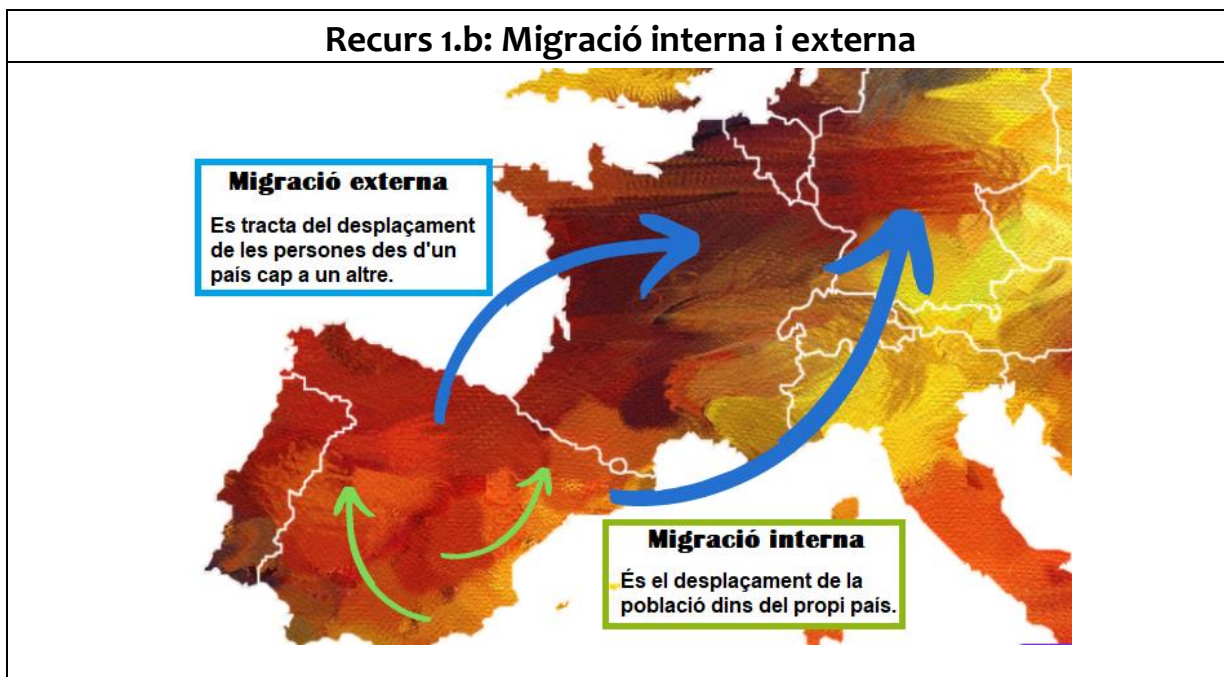 Recurs 1.b: Migració interna i externa
Migració externa
Es tracta del desplaçament
de les persones des d'un
país cap a un altre.
Migració interna
És el desplaçament de la
població dins del propi país.